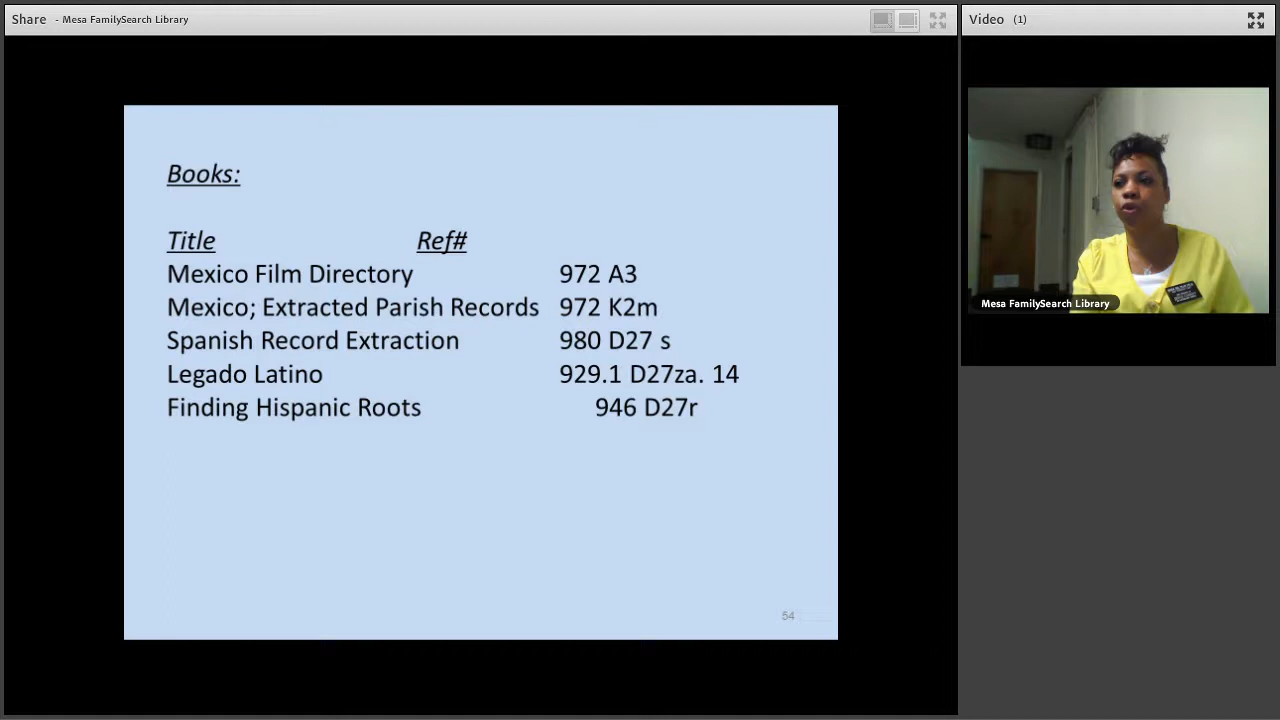 Share - Mesa FamilySearch Library
Video (1)
Books:
Title Ref#
Mexico Film Directory 972 A3
Mexico; Extracted Parish Records 972 K2m
Spanish Record Extraction 980 D27 s
Legado Latino 929.1 D27za. 14
Finding Hispanic Roots 946 D27r
54
Mesa FamilySearch Library